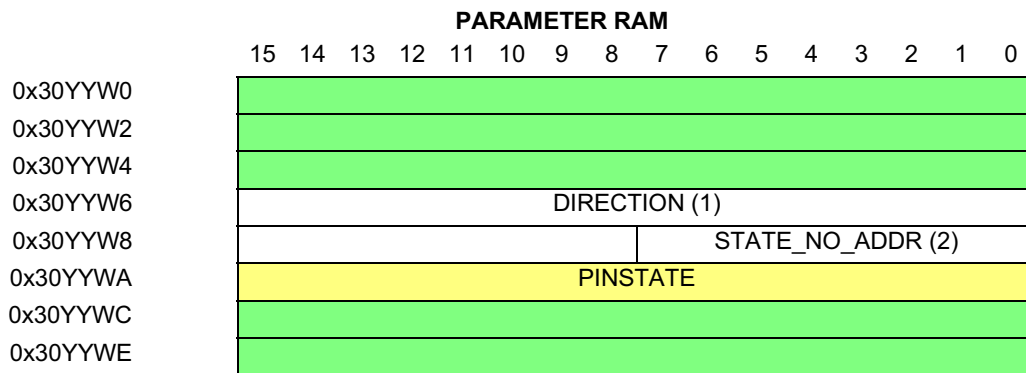 PARAMETER RAM
15 14 13 12 11 10 9 8 7 6 5 4 3 2 1 0
0x30YYW0
0x30YYW2
0x30YYW4
0x30YYW6 DIRECTION (1)
0x30YYW8 STATE_NO_ADDR (2)
0x30YYWA PINSTATE
0x30YYWC
0x30YYWE